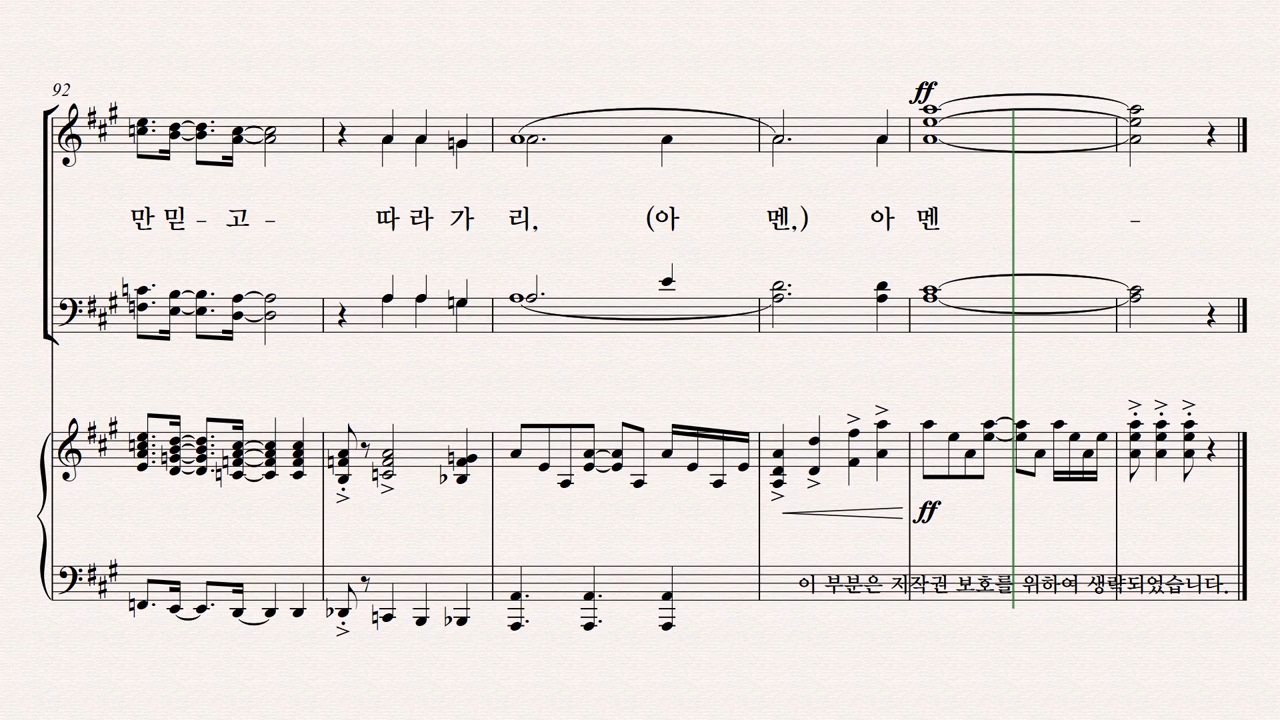 92
ff
만 믿 - 고 - 따 라 가 리, (아 멘,) 아 멘 -
ff
이 부분은 저작권 보호를 위하여 생략되었습니다.